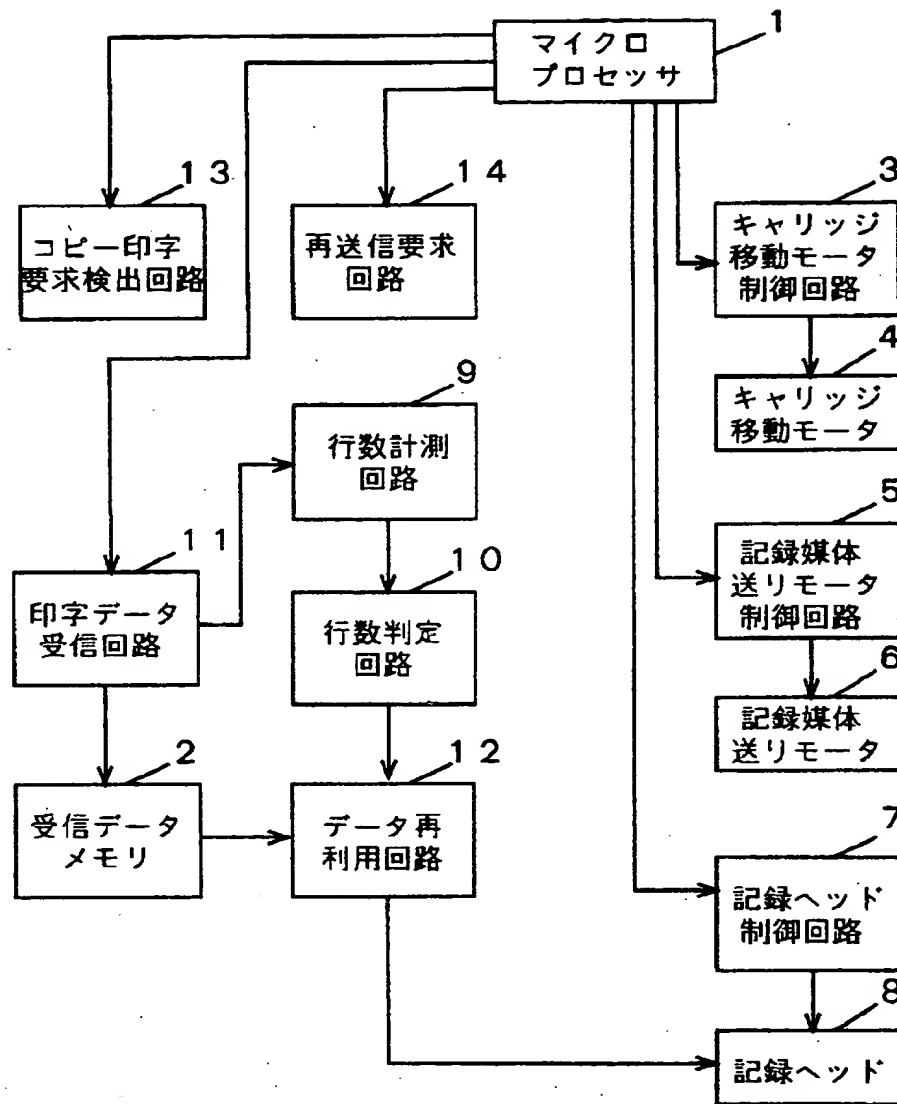 1
マイクロ
プロセッサ
13
コピー印字
要求検出回路
14
再送信要求
回路
3
キャリッジ
移動モータ
制御回路
4
キャリッジ
移動モータ
9
行数計測
回路
5
記録媒体
送リモータ
制御回路
11
印字データ
受信回路
10
行数判定
回路
6
記録媒体
送リモータ
2
受信データ
メモリ
12
データ再
利用回路
7
記録ヘッド
制御回路
8
記録ヘッド